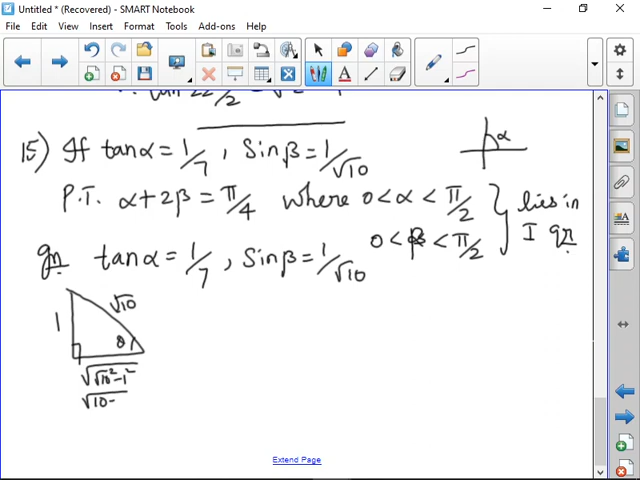 Untitled * (Recovered) - SMART Notebook
File Edit View Insert Format Tools Add-ons Help
15) If tanα = 1/7 , Sinβ = 1/√10
α
P.T. α + 2β = π/4 where 0 < α < π/2 } lies in
0 < β < π/2 I qn.
gn. tanα = 1/7 , Sinβ = 1/√10
√10
1
θ
√(√10² - 1²)
√10 -
Extend Page